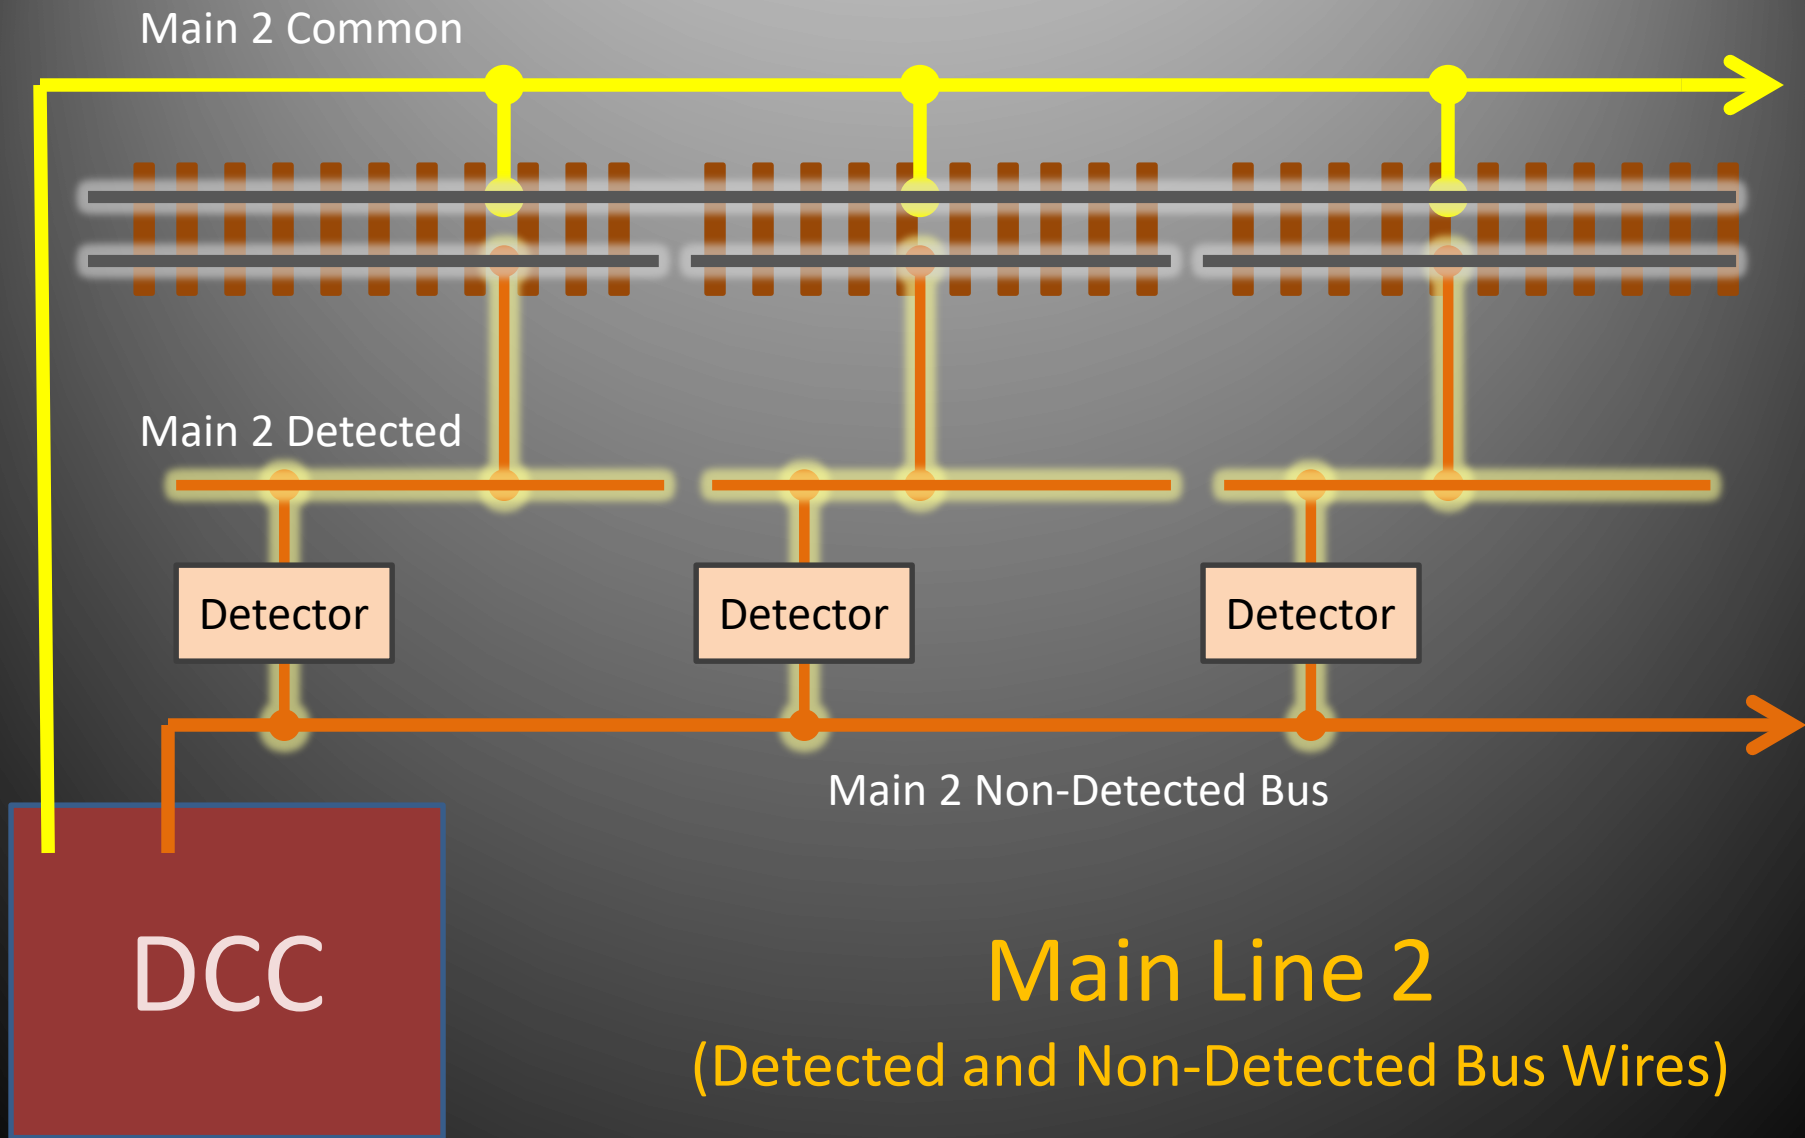 Main 2 Common
Main 2 Detected
Detector
Detector
Detector
Main 2 Non-Detected Bus
DCC
Main Line 2
(Detected and Non-Detected Bus Wires)